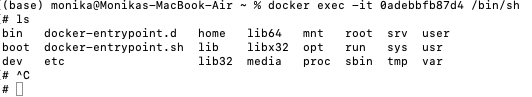 (base) monika@Monikas-MacBook-Air ~ % docker exec -it 0adebbfb87d4 /bin/sh
# ls
bin docker-entrypoint.d home lib64 mnt root srv user
boot docker-entrypoint.sh lib libx32 opt run sys usr
dev etc lib32 media proc sbin tmp var
# ^C
#